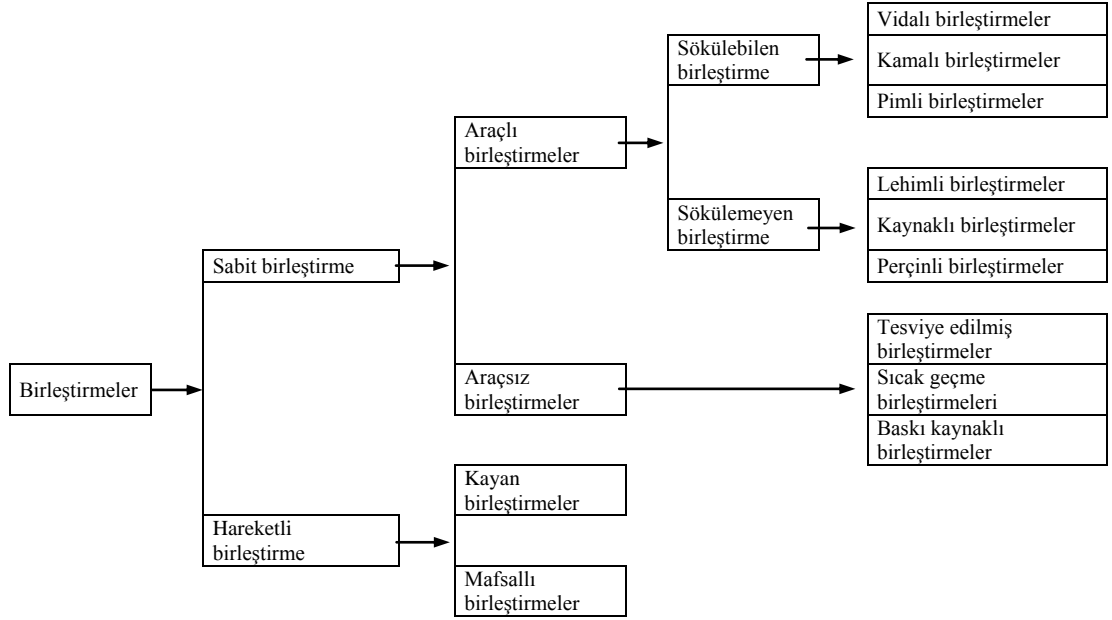 Birleştirmeler
Sabit birleştirme
Hareketli
birleştirme
Araçlı
birleştirmeler
Araçsız
birleştirmeler
Kayan
birleştirmeler
Mafsallı
birleştirmeler
Sökülebilen
birleştirme
Sökülemeyen
birleştirme
Vidalı birleştirmeler
Kamalı birleştirmeler
Pimli birleştirmeler
Lehimli birleştirmeler
Kaynaklı birleştirmeler
Perçinli birleştirmeler
Tesviye edilmiş
birleştirmeler
Sıcak geçme
birleştirmeleri
Baskı kaynaklı
birleştirmeler